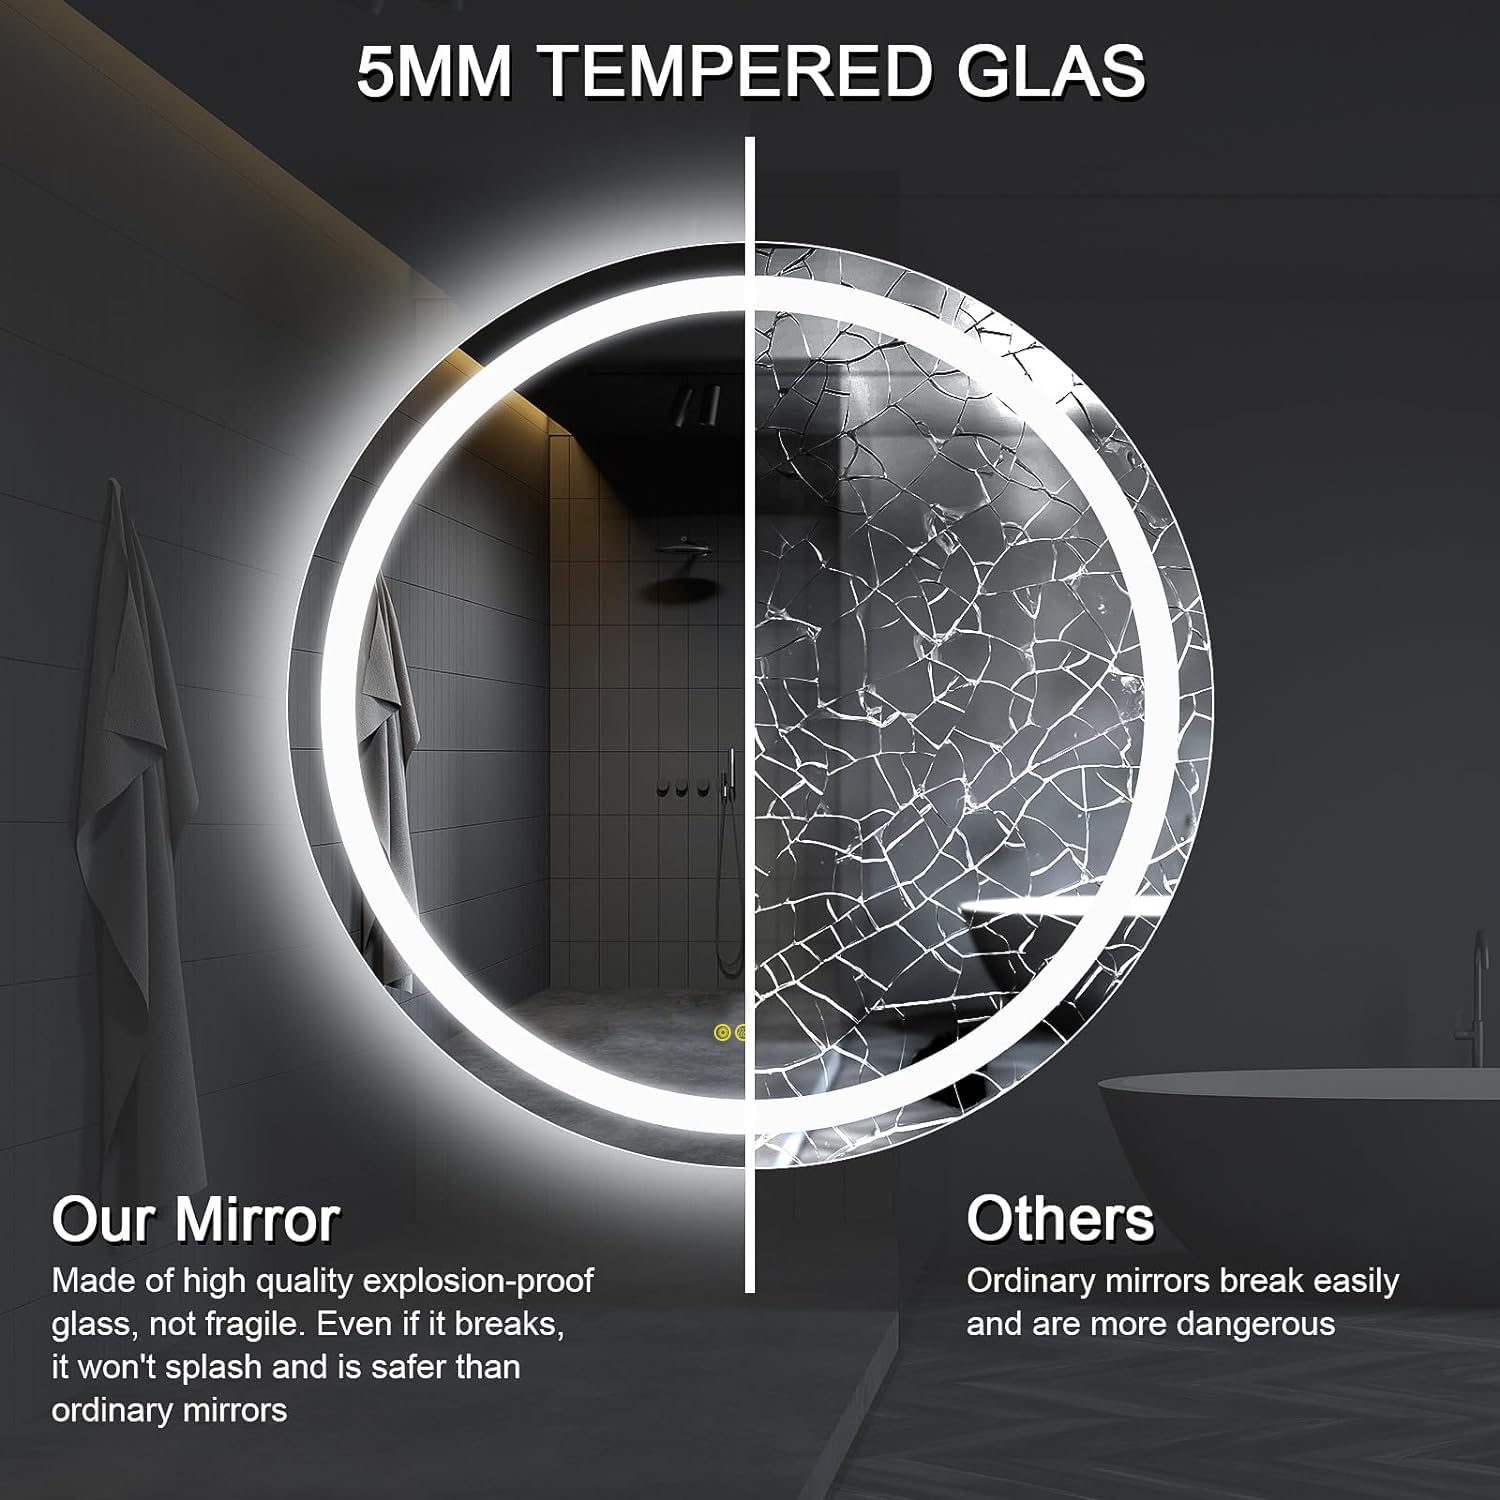 5MM TEMPERED GLAS
Our Mirror
Made of high quality explosion-proof
glass, not fragile. Even if it breaks,
it won't splash and is safer than
ordinary mirrors
Others
Ordinary mirrors break easily
and are more dangerous